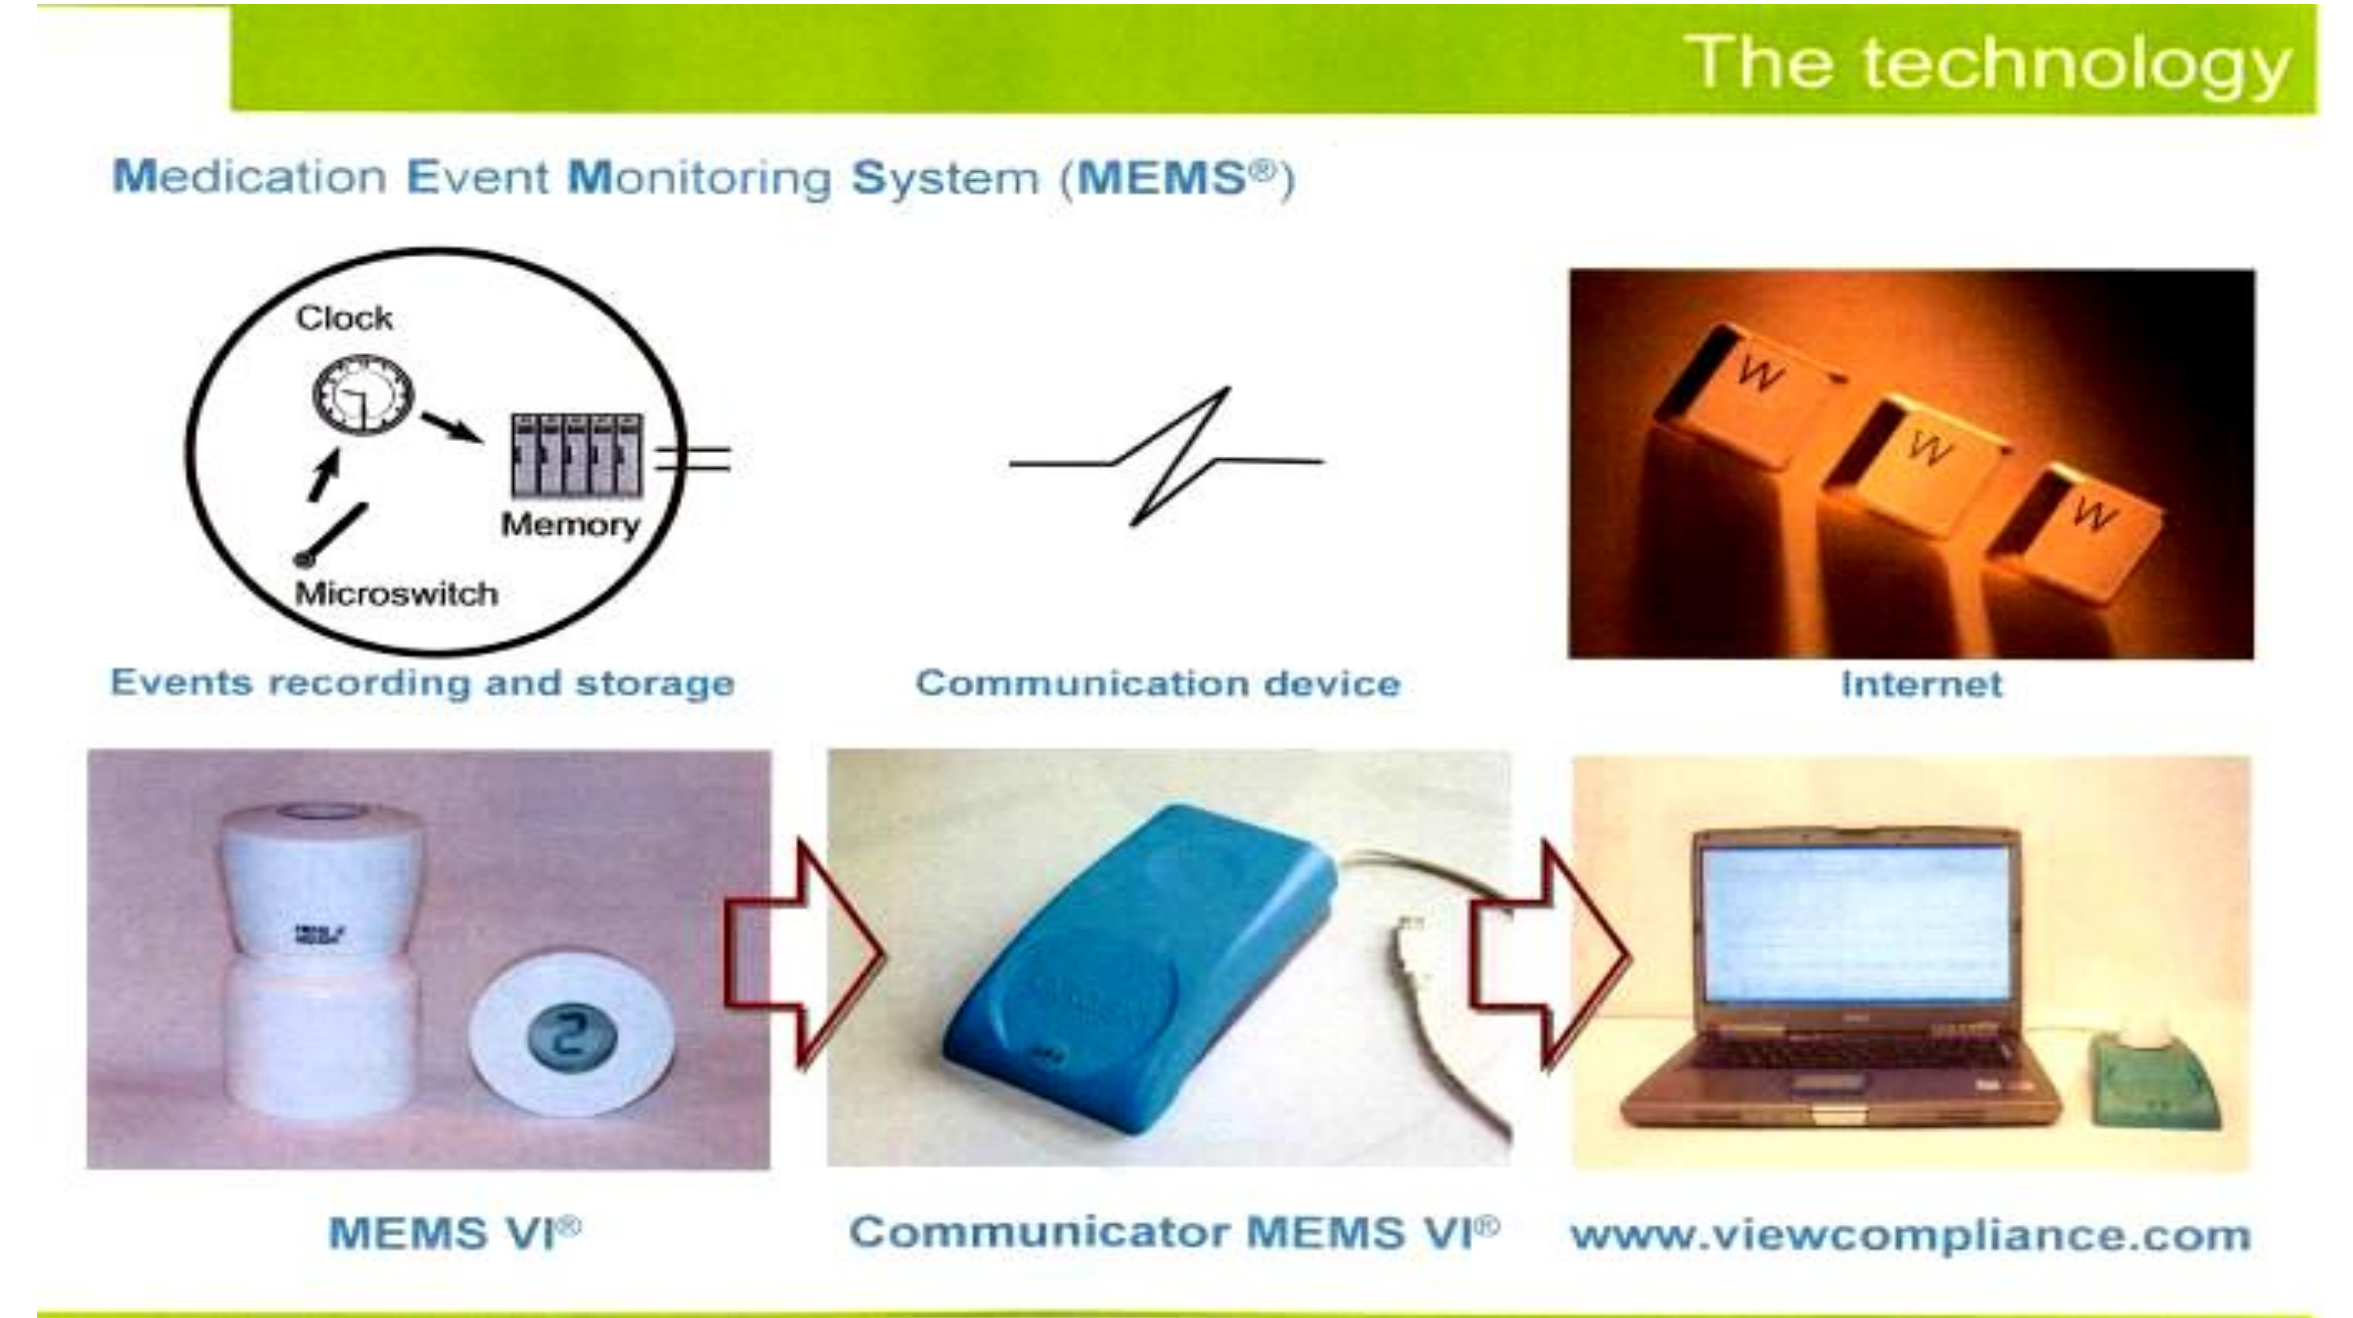 The technology
Medication Event Monitoring System (MEMS®)
Clock
Memory
Microswitch
W
W
W
Events recording and storage
Communication device
Internet
2
MEMS VI®
Communicator MEMS VI®
www.viewcompliance.com